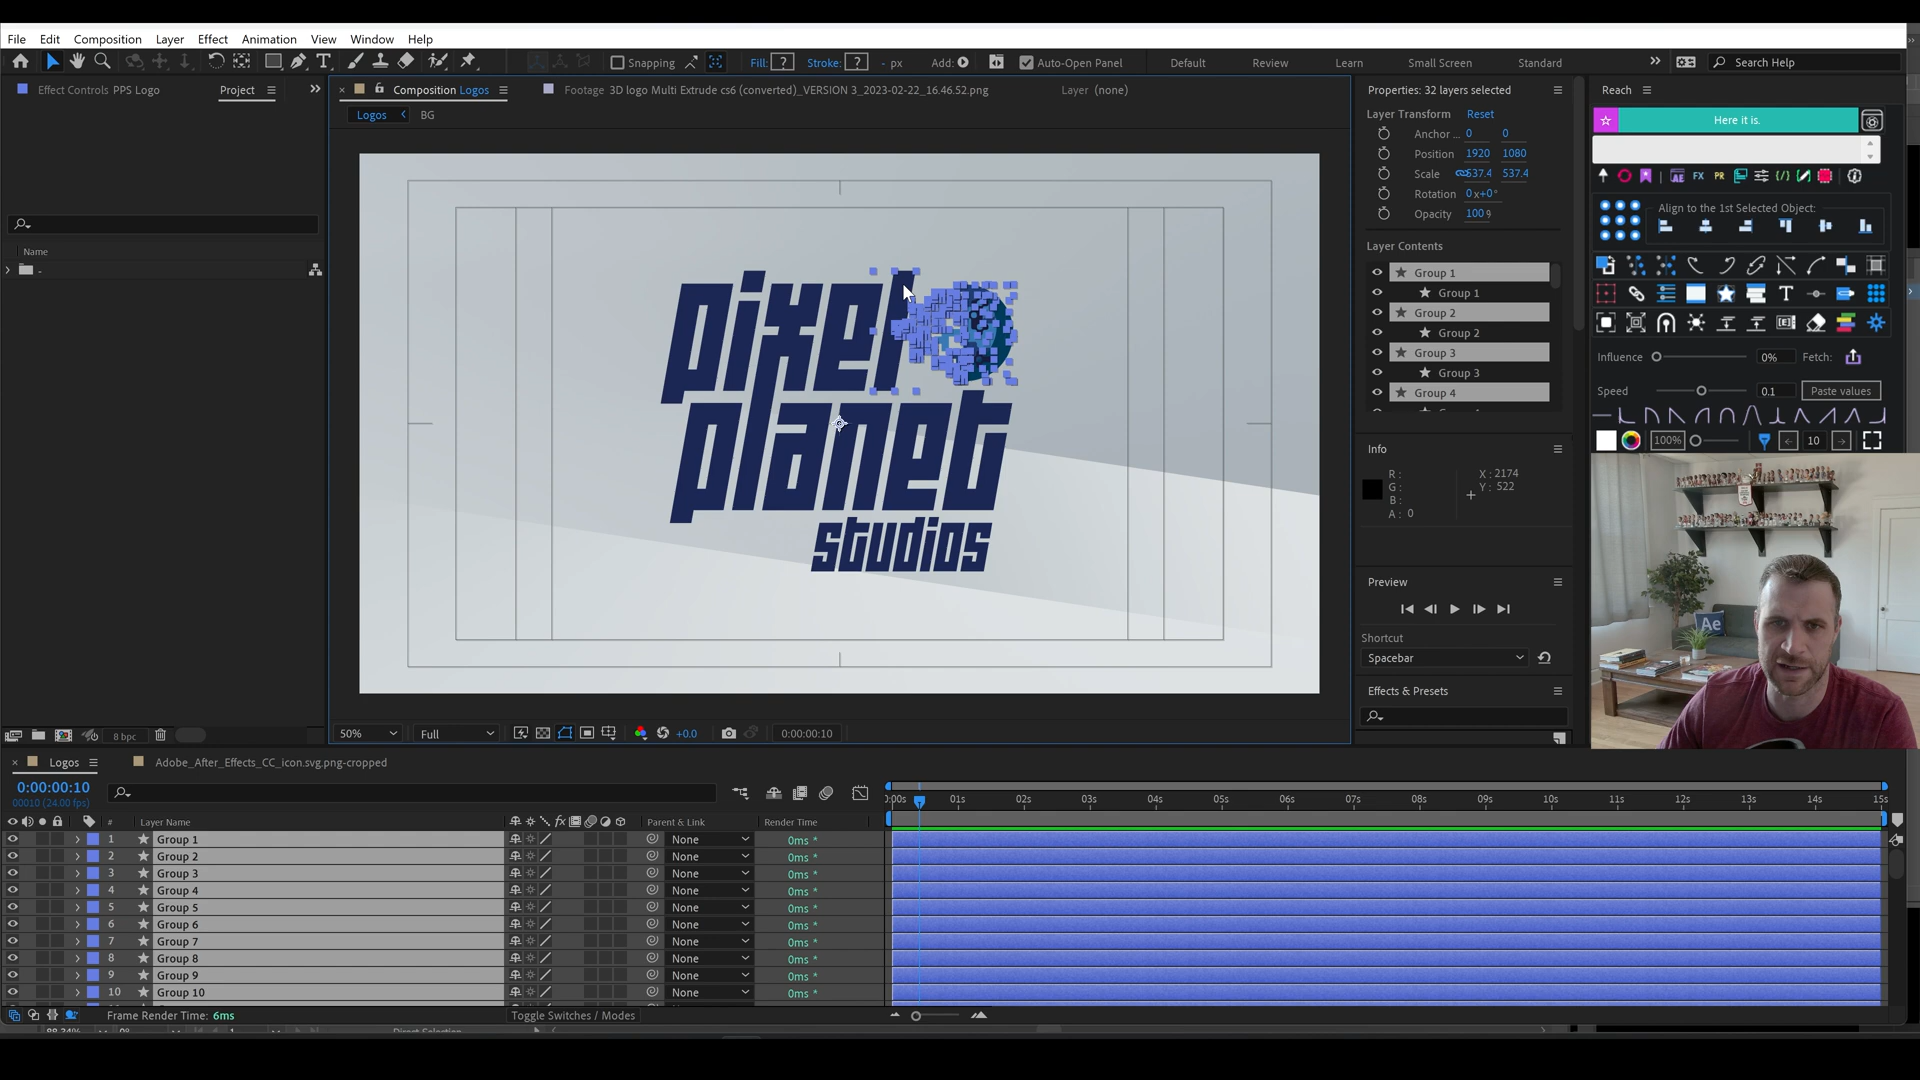 File Edit Composition Layer Effect Animation View Window Help
Snapping Fill: ? Stroke: ? - px Add: Auto-Open Panel Default Review Learn Small Screen Standard Search Help
Effect Controls PPS Logo Project
Composition Logos Footage 3D logo Multi Extrude cs6 (converted)_VERSION 3_2023-02-22_16.46.52.png Layer (none)
Logos BG
Name
-
pixel
planet
studios
50% Full +0.0 0:00:00:10
8 bpc
Properties: 32 layers selected
Layer Transform Reset
Anchor ... 0 0
Position 1920 1080
Scale 537.4 537.4
Rotation 0x+0°
Opacity 100%
Layer Contents
Group 1
Group 1
Group 2
Group 2
Group 3
Group 3
Group 4
Info
R : X : 2174
G : Y : 522
B :
A : 0
Preview
Shortcut
Spacebar
Effects & Presets
Reach
Here it is.
AE FX PR
Align to the 1st Selected Object:
Influence 0% Fetch:
Speed 0.1 Paste values
100% 10
Ae
Logos Adobe_After_Effects_CC_icon.svg.png-cropped
0:00:00:10
00010 (24.00 fps)
0:00s 01s 02s 03s 04s 05s 06s 07s 08s 09s 10s 11s 12s 13s 14s 15s
# Layer Name fx Parent & Link Render Time
1 Group 1 None 0ms *
2 Group 2 None 0ms *
3 Group 3 None 0ms *
4 Group 4 None 0ms *
5 Group 5 None 0ms *
6 Group 6 None 0ms *
7 Group 7 None 0ms *
8 Group 8 None 0ms *
9 Group 9 None 0ms *
10 Group 10 None 0ms *
Frame Render Time: 6ms Toggle Switches / Modes